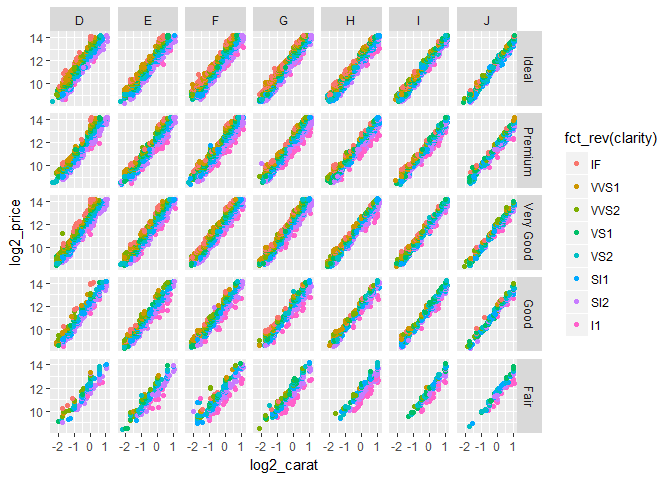 D E F G H I J
14
12
10
Ideal
14
12
10
Premium
14
12
10
Very Good
14
12
10
Good
14
12
10
Fair
log2_price
-2 -1 0 1 -2 -1 0 1 -2 -1 0 1 -2 -1 0 1 -2 -1 0 1 -2 -1 0 1 -2 -1 0 1
log2_carat
fct_rev(clarity)
IF
VVS1
VVS2
VS1
VS2
SI1
SI2
I1